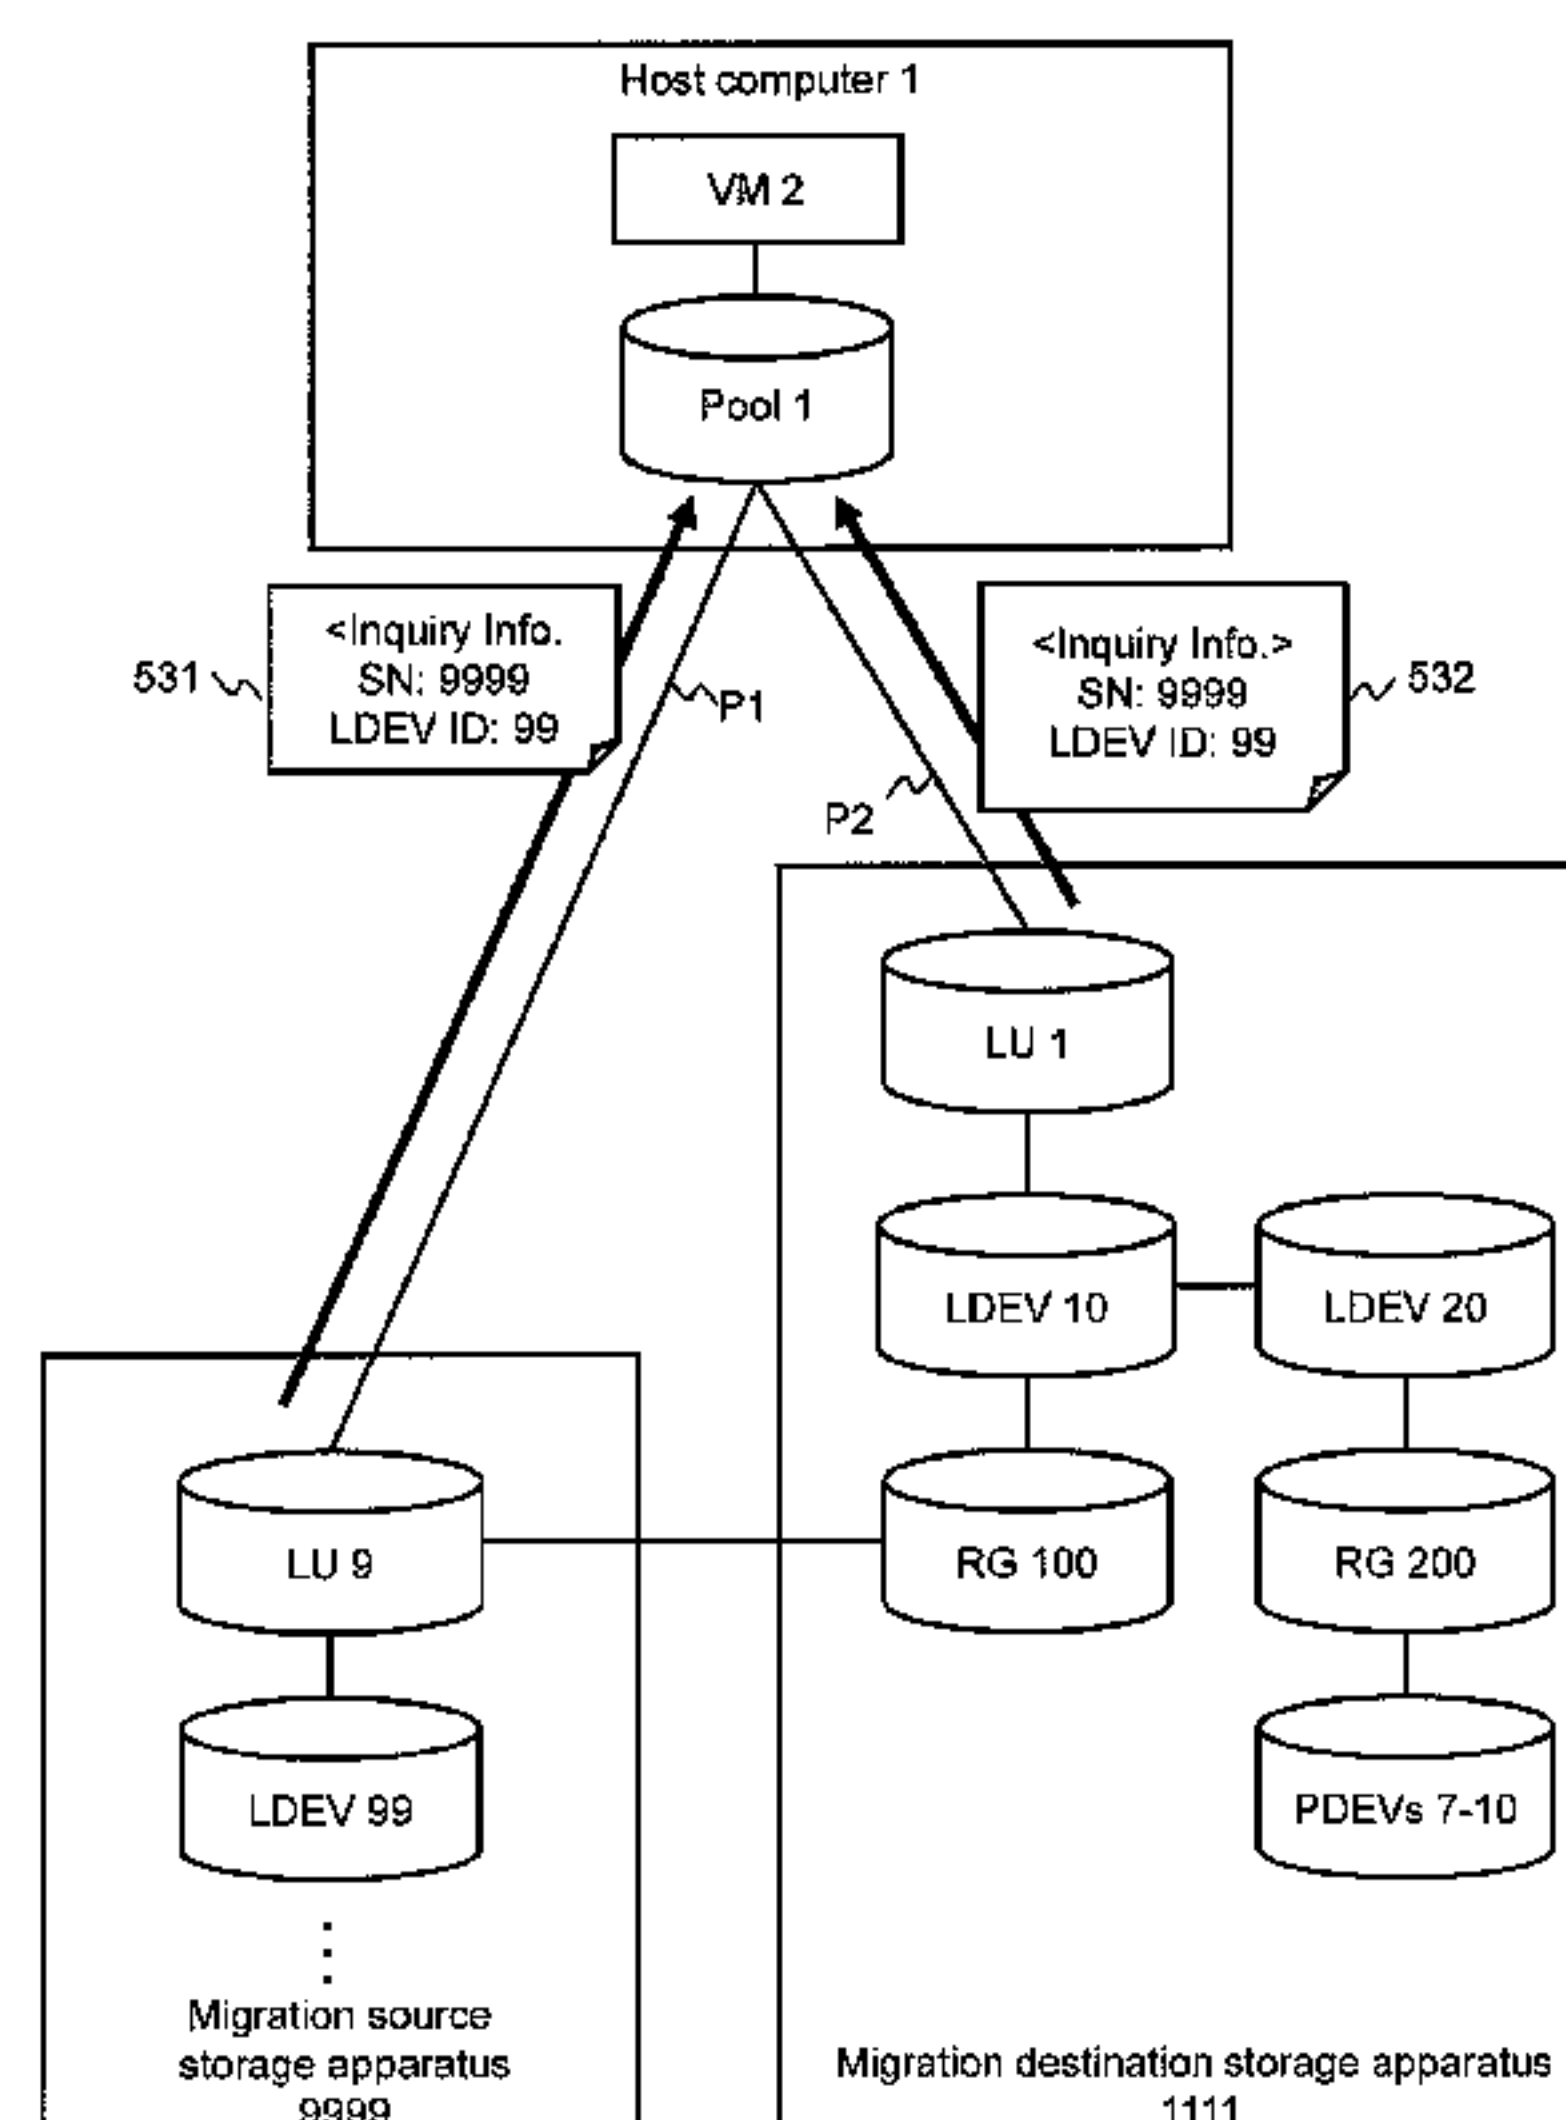 Host computer 1
VM 2
Pool 1
<Inquiry Info.
SN: 9999
LDEV ID: 99
531
P1
<Inquiry Info.>
SN: 9999
LDEV ID: 99
532
P2
LU 1
LDEV 10
LDEV 20
LU 9
RG 100
RG 200
LDEV 99
PDEVs 7-10
Migration source
storage apparatus
9999
Migration destination storage apparatus
1111